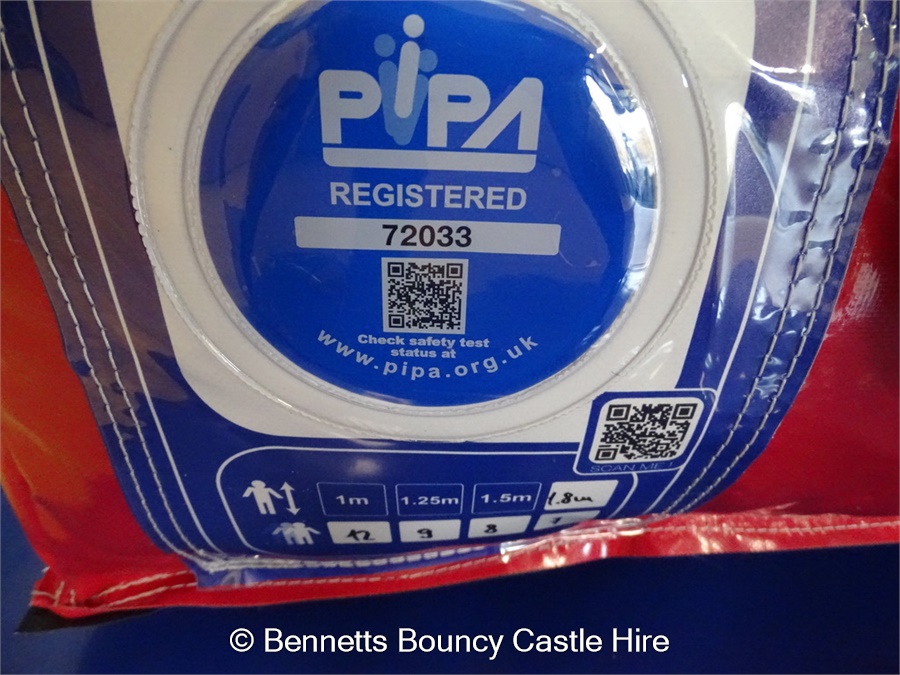 PiPA
REGISTERED
72033
Check safety test
status at
www.pipa.org.uk
SCAN ME!
1m 1.25m 1.5m 1.8m
12 9 8 7
© Bennetts Bouncy Castle Hire